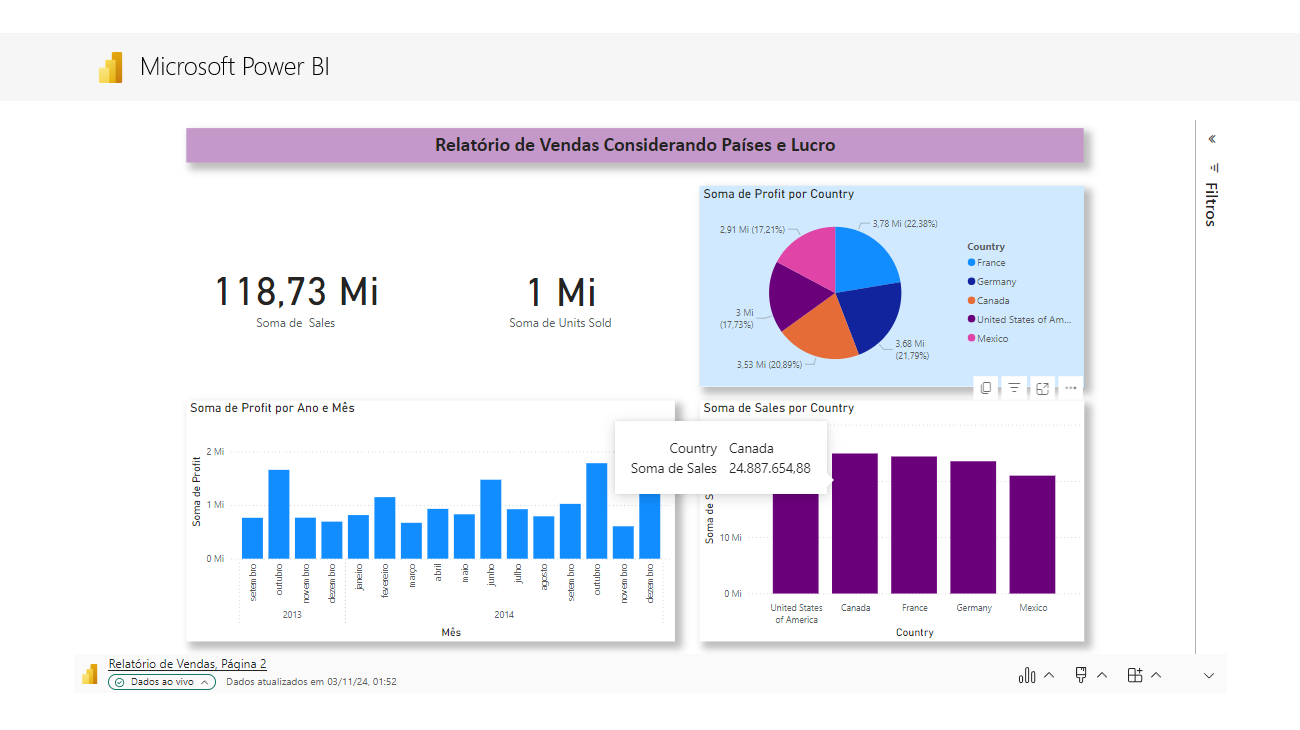 Microsoft Power BI
Relatório de Vendas Considerando Países e Lucro
Filtros
118,73 Mi
Soma de Sales
1 Mi
Soma de Units Sold
Soma de Profit por Country
2,91 Mi (17,21%)
3,78 Mi (22,38%)
3 Mi
(17,73%)
3,68 Mi
(21,79%)
3,53 Mi (20,89%)
Country
France
Germany
Canada
United States of Am...
Mexico
Soma de Profit por Ano e Mês
Soma de Profit
2 Mi
1 Mi
0 Mi
setembro
outubro
novembro
dezembro
janeiro
fevereiro
março
abril
maio
junho
julho
agosto
setembro
outubro
novembro
dezembro
2013
2014
Mês
Soma de Sales por Country
Country Canada
Soma de Sales 24.887.654,88
Soma de S
10 Mi
0 Mi
United States
of America
Canada
France
Germany
Mexico
Country
Relatório de Vendas, Página 2
Dados ao vivo
Dados atualizados em 03/11/24, 01:52